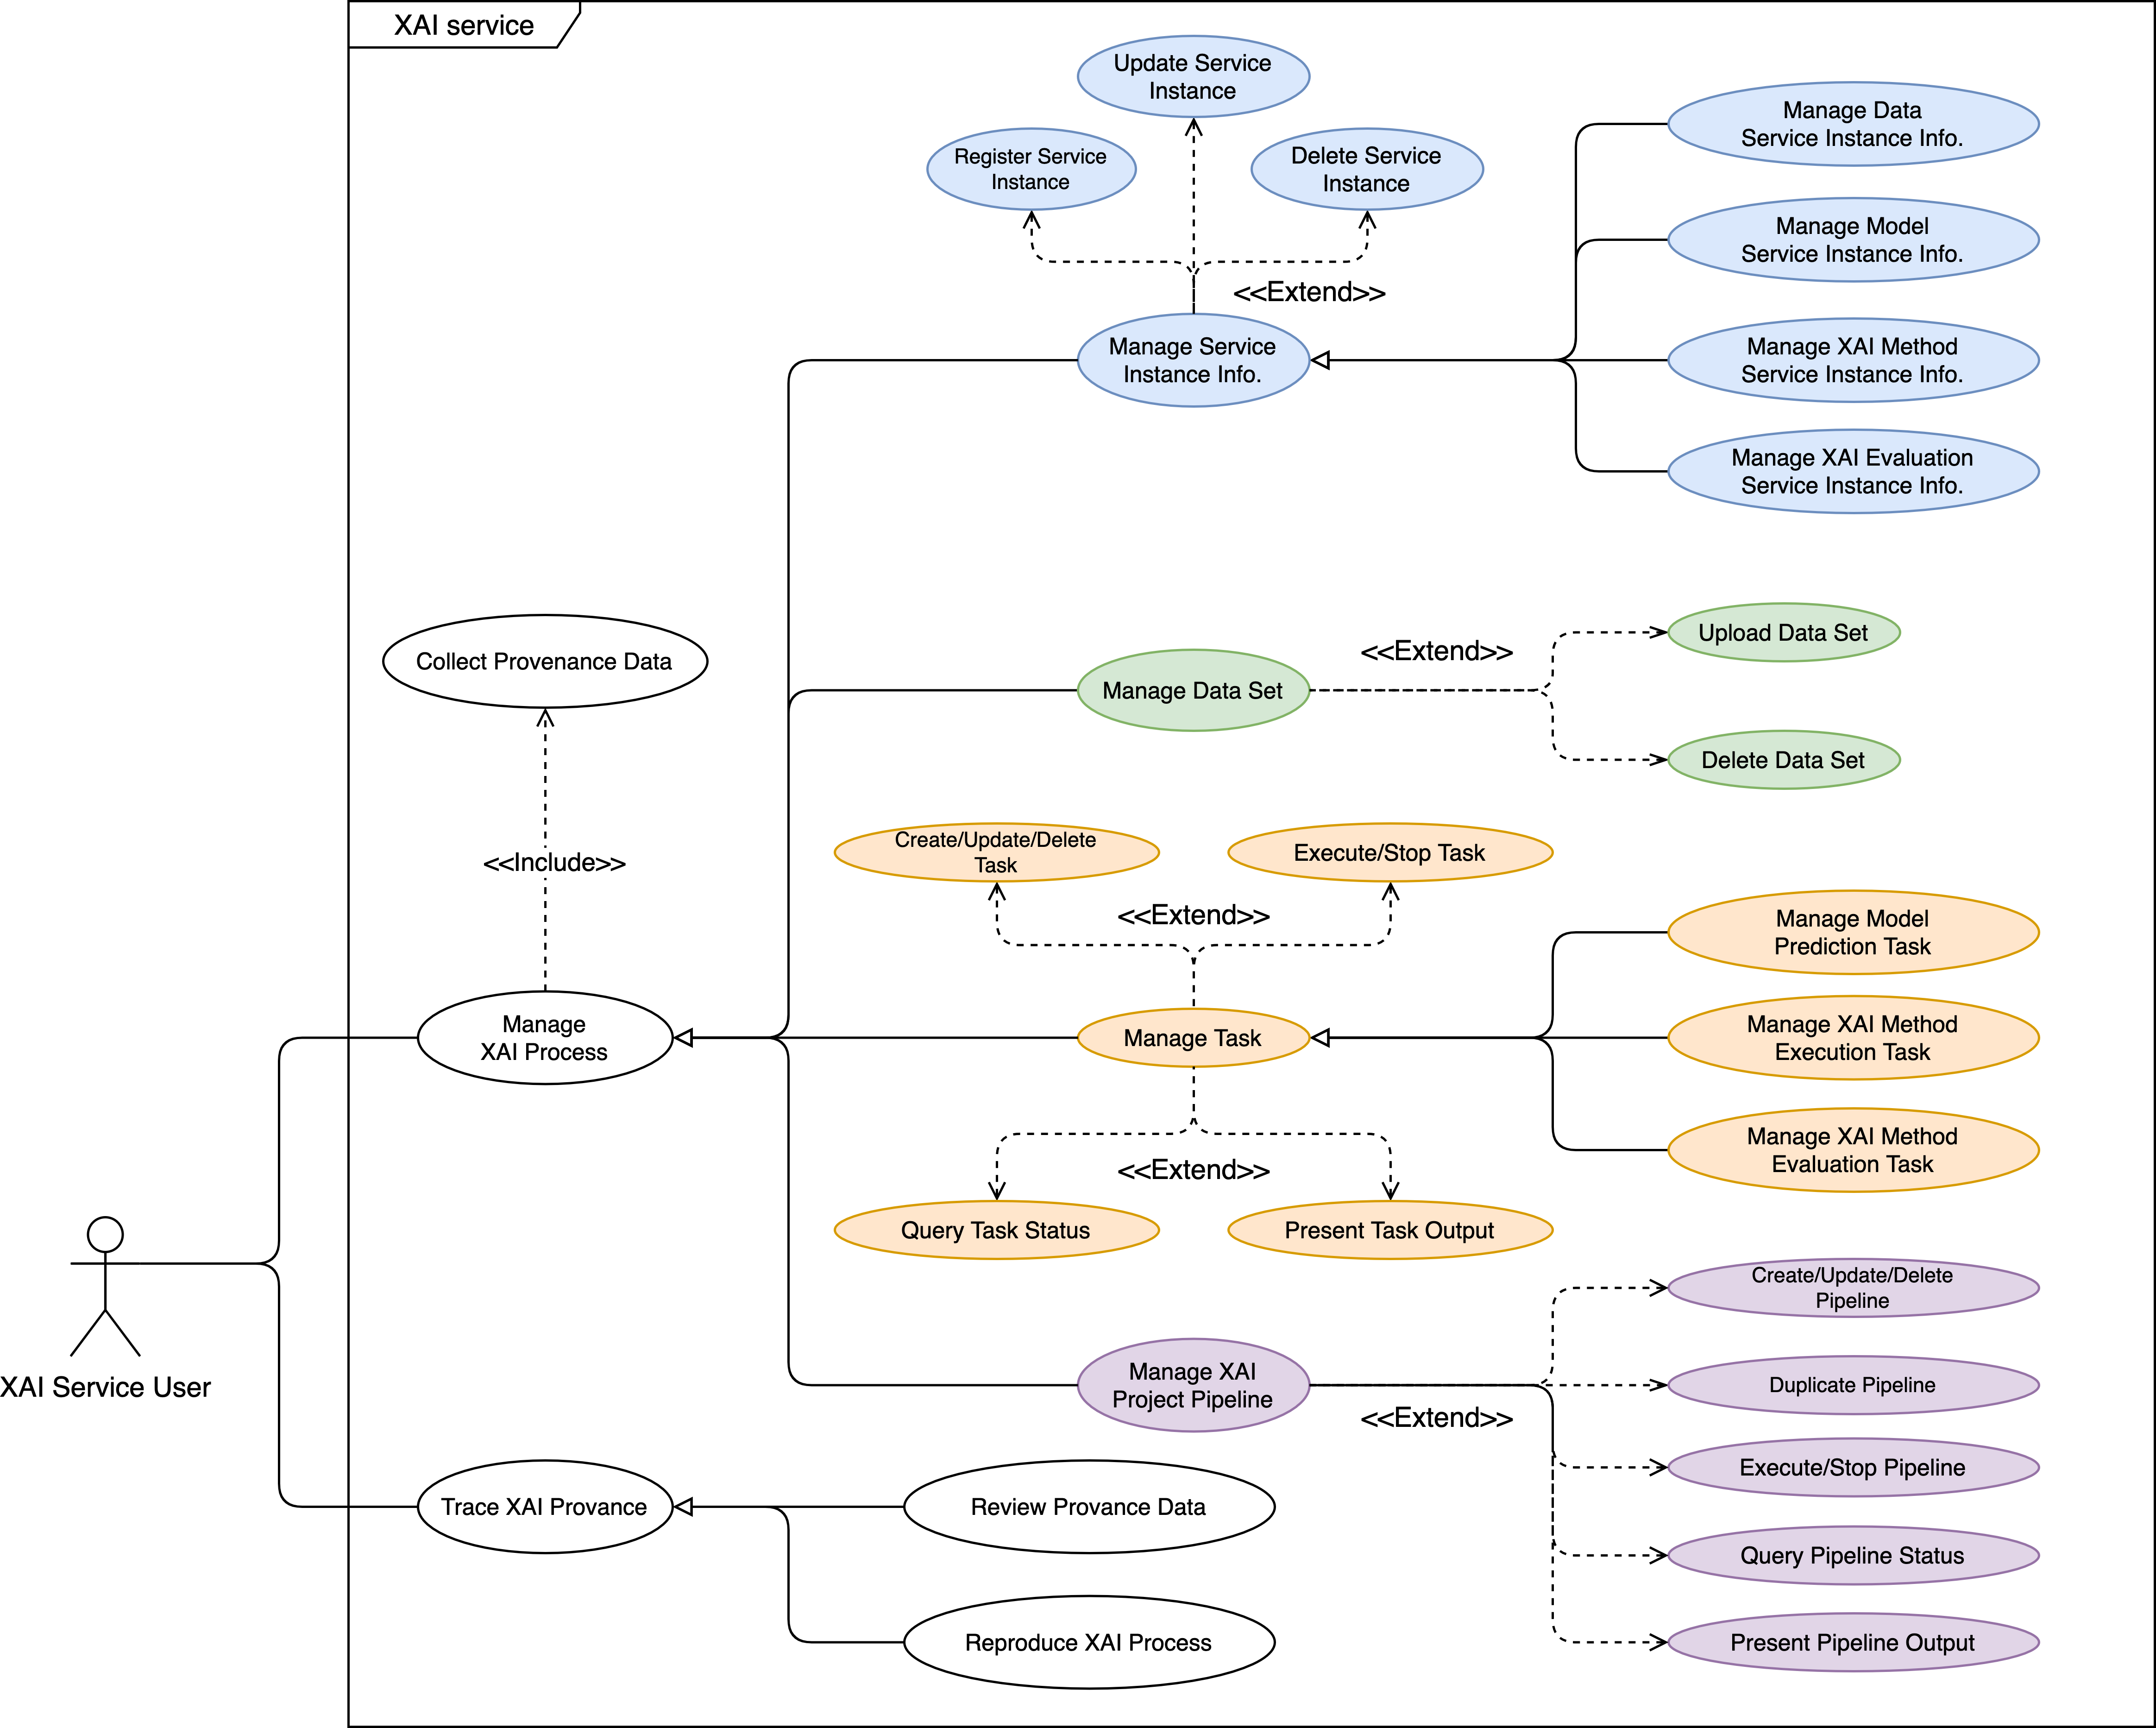 XAI service
Update Service
Instance
Register Service
Instance
Delete Service
Instance
<<Extend>>
Manage Service
Instance Info.
Manage Data
Service Instance Info.
Manage Model
Service Instance Info.
Manage XAI Method
Service Instance Info.
Manage XAI Evaluation
Service Instance Info.
Collect Provenance Data
<<Include>>
Manage
XAI Process
Manage Data Set
<<Extend>>
Upload Data Set
Delete Data Set
Create/Update/Delete
Task
Execute/Stop Task
<<Extend>>
Manage Task
<<Extend>>
Query Task Status
Present Task Output
Manage Model
Prediction Task
Manage XAI Method
Execution Task
Manage XAI Method
Evaluation Task
XAI Service User
Manage XAI
Project Pipeline
<<Extend>>
Create/Update/Delete
Pipeline
Duplicate Pipeline
Execute/Stop Pipeline
Query Pipeline Status
Present Pipeline Output
Trace XAI Provance
Review Provance Data
Reproduce XAI Process